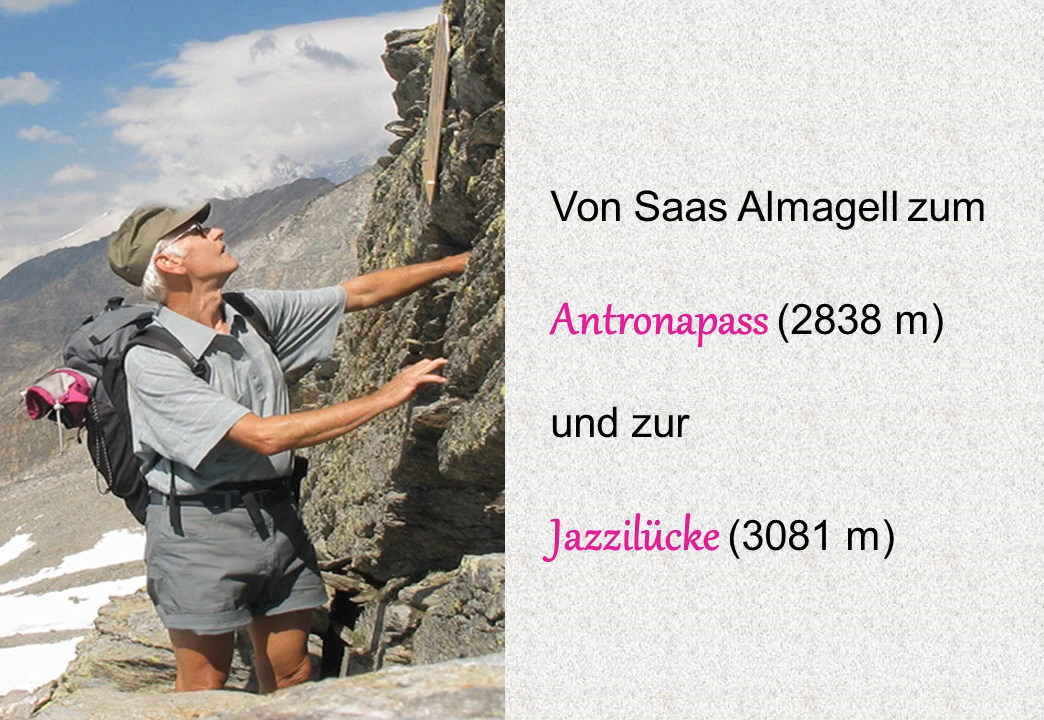 Von Saas Almagell zum
Antronapass (2838 m)
und zur
Jazzilücke (3081 m)